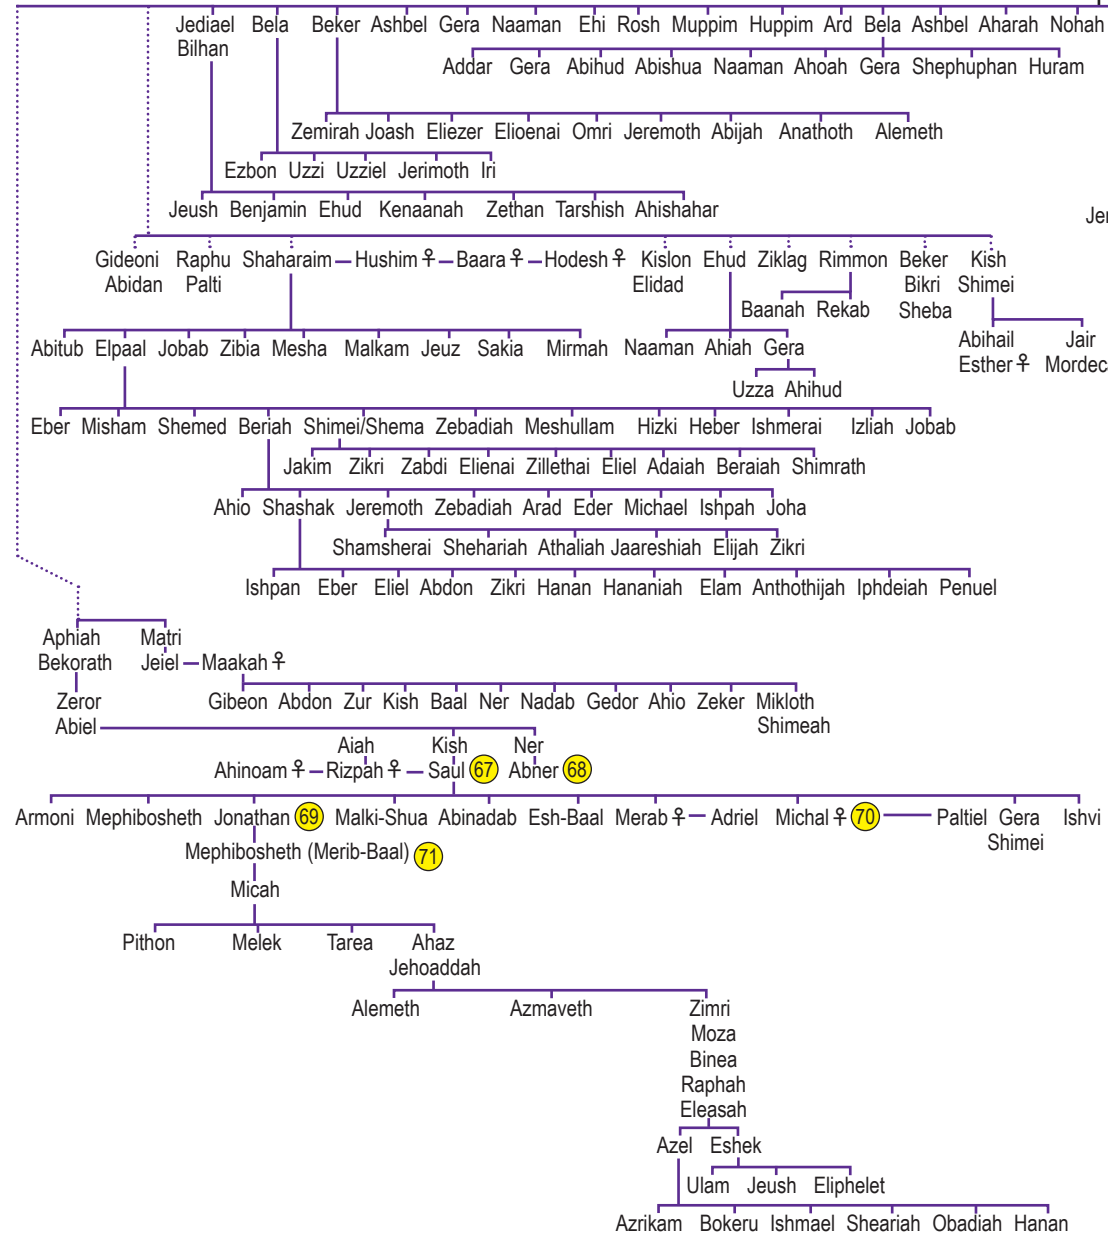 Jediael Bela Beker Ashbel Gera Naaman Ehi Rosh Muppim Huppim Ard Bela Ashbel Aharah Nohah
Bilhan
Addar Gera Abihud Abishua Naaman Ahoah Gera Shephuphan Huram
Zemirah Joash Eliezer Elioenai Omri Jeremoth Abijah Anathoth Alemeth
Ezbon Uzzi Uzziel Jerimoth Iri
Jeush Benjamin Ehud Kenaanah Zethan Tarshish Ahishahar
Jer
Gideoni Raphu Shaharaim Hushim ♀ Baara ♀ Hodesh ♀ Kislon Ehud Ziklag Rimmon Beker Kish
Abidan Palti Elidad Bikri Shimei
Baanah Rekab Sheba
Abitub Elpaal Jobab Zibia Mesha Malkam Jeuz Sakia Mirmah Naaman Ahiah Gera Abihail Jair
Esther ♀ Mordec
Uzza Ahihud
Eber Misham Shemed Beriah Shimei/Shema Zebadiah Meshullam Hizki Heber Ishmerai Izliah Jobab
Jakim Zikri Zabdi Elienai Zillethai Eliel Adaiah Beraiah Shimrath
Ahio Shashak Jeremoth Zebadiah Arad Eder Michael Ishpah Joha
Shamsherai Shehariah Athaliah Jaareshiah Elijah Zikri
Ishpan Eber Eliel Abdon Zikri Hanan Hananiah Elam Anthothijah Iphdeiah Penuel
Aphiah Matri
Bekorath Jeiel Maakah ♀
Zeror Gibeon Abdon Zur Kish Baal Ner Nadab Gedor Ahio Zeker Mikloth
Abiel Shimeah
Aiah Kish Ner
Ahinoam ♀ Rizpah ♀ Saul 67 Abner 68
Armoni Mephibosheth Jonathan 69 Malki-Shua Abinadab Esh-Baal Merab ♀ Adriel Michal ♀ 70 Paltiel Gera Ishvi
Shimei
Mephibosheth (Merib-Baal) 71
Micah
Pithon Melek Tarea Ahaz
Jehoaddah
Alemeth Azmaveth Zimri
Moza
Binea
Raphah
Eleasah
Azel Eshek
Ulam Jeush Eliphelet
Azrikam Bokeru Ishmael Sheariah Obadiah Hanan